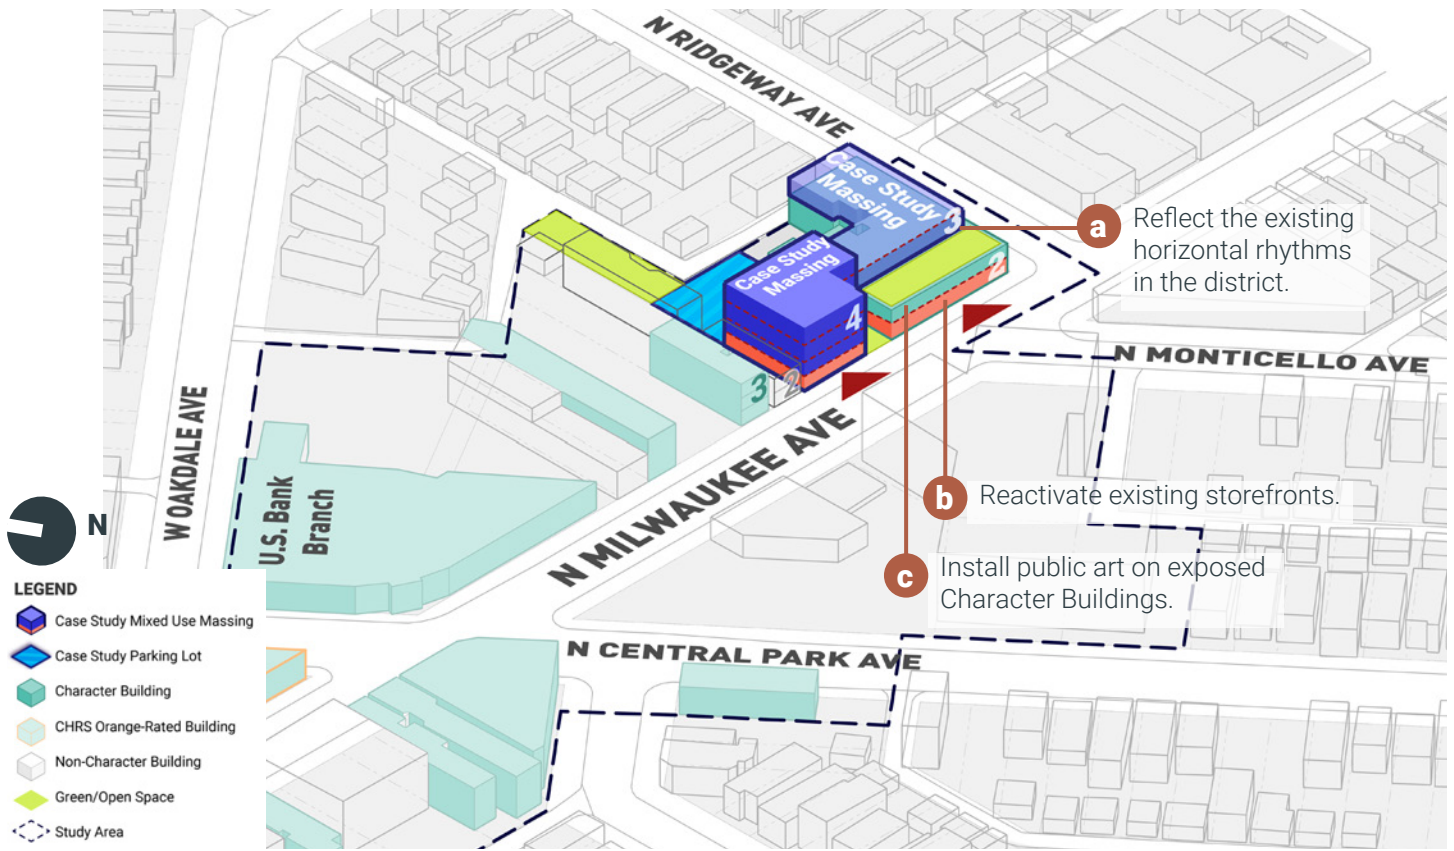 N RIDGEWAY AVE
Case Study
Massing
3
a
Reflect the existing
horizontal rhythms
in the district.
Case Study
Massing
4
2
3
2
N MONTICELLO AVE
W OAKDALE AVE
N MILWAUKEE AVE
U.S. Bank
Branch
b
Reactivate existing storefronts.
c
Install public art on exposed
Character Buildings.
N CENTRAL PARK AVE
N
LEGEND
Case Study Mixed Use Massing
Case Study Parking Lot
Character Building
CHRS Orange-Rated Building
Non-Character Building
Green/Open Space
Study Area